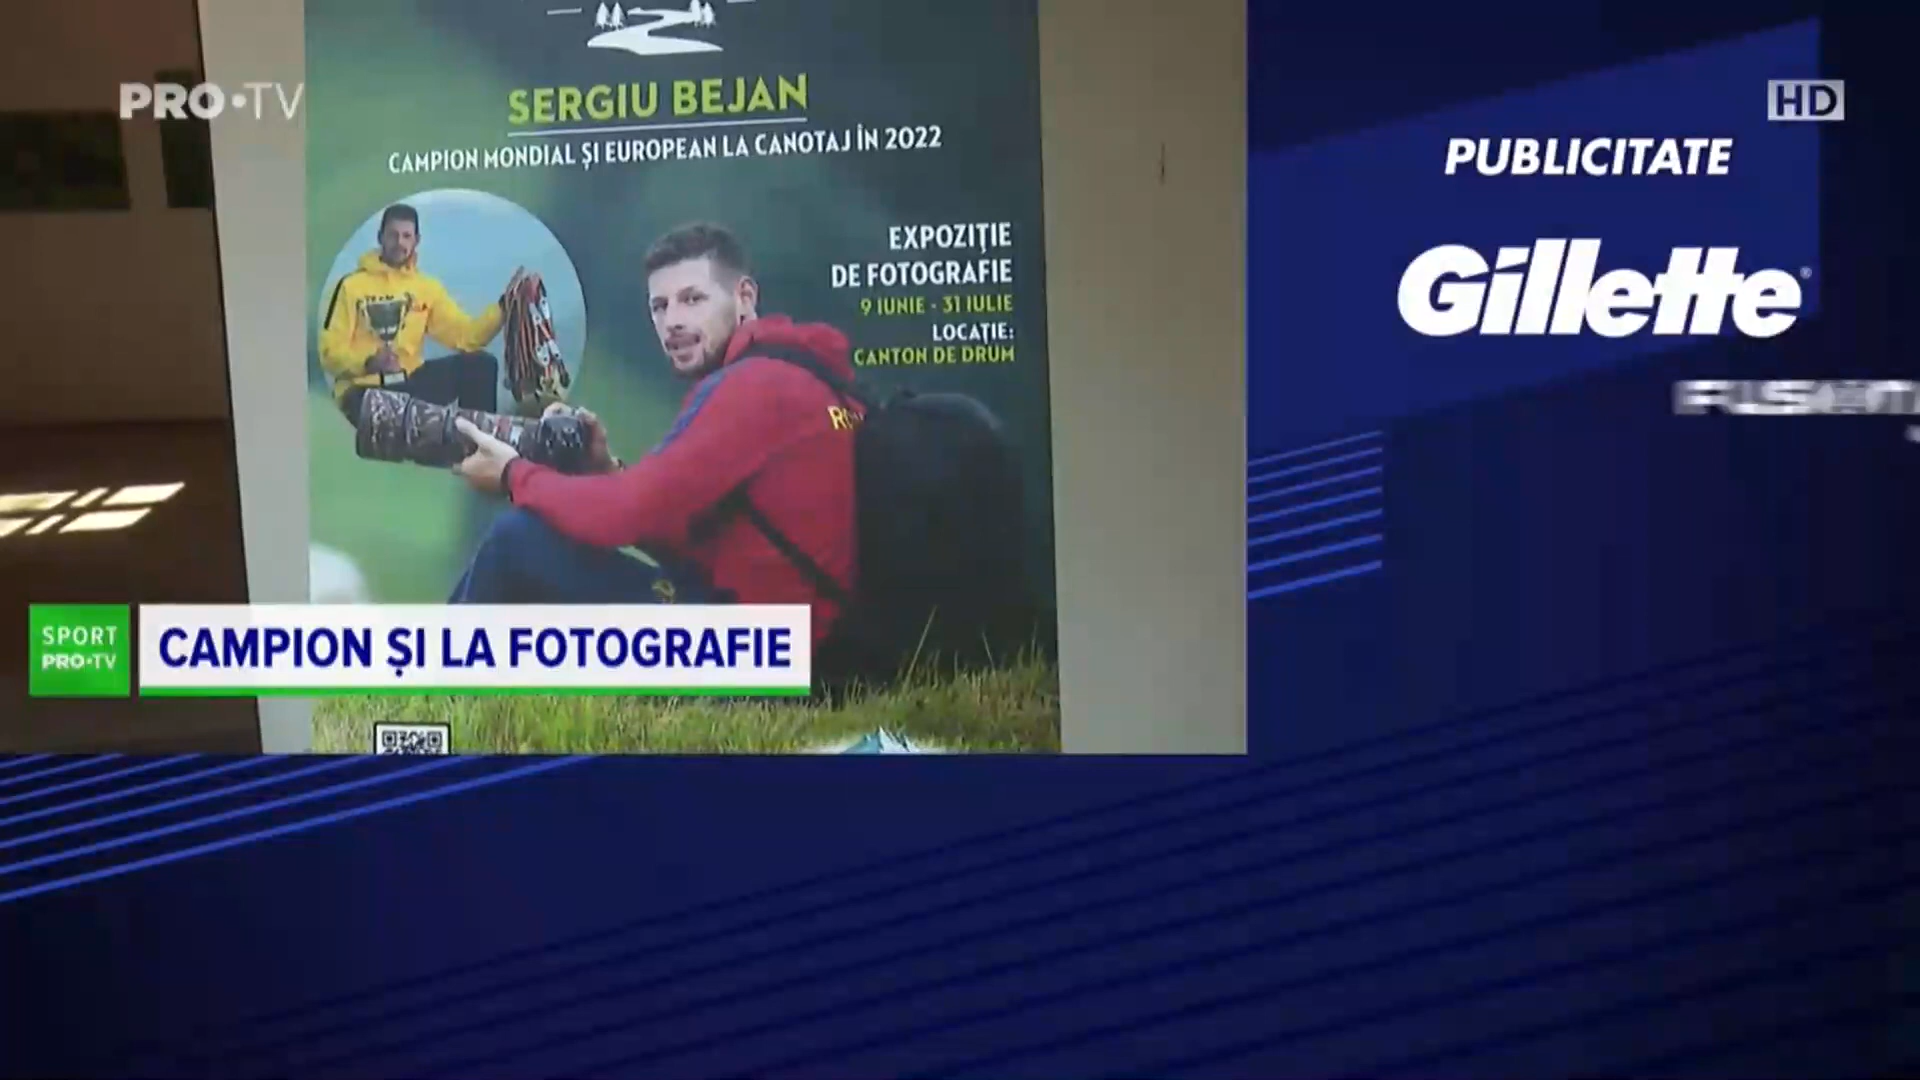 PRO•TV
HD
SERGIU BEJAN
CAMPION MONDIAL ȘI EUROPEAN LA CANOTAJ ÎN 2022
EXPOZIȚIE
DE FOTOGRAFIE
9 IUNIE - 31 IULIE
LOCAȚIE:
CANTON DE DRUM
SPORT
PRO•TV
CAMPION ȘI LA FOTOGRAFIE
PUBLICITATE
Gillette